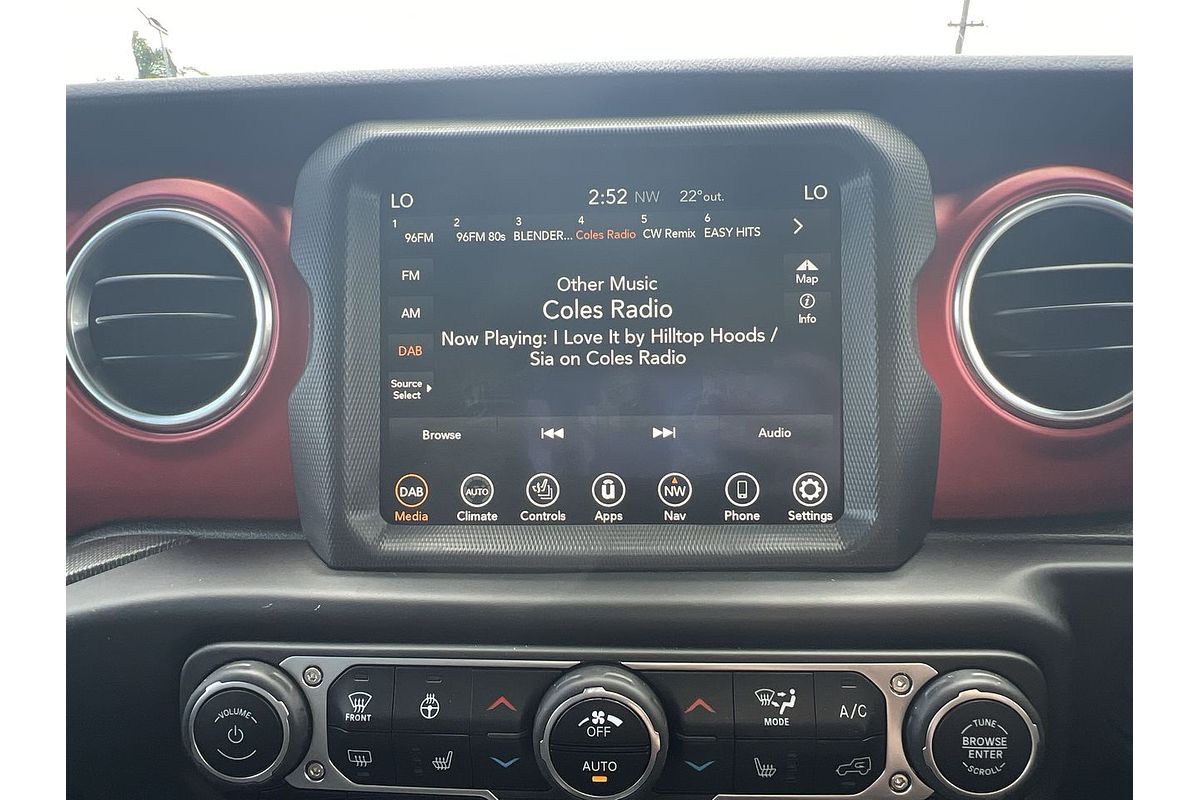 LO 2:52 NW 22° out. LO
1 96FM 2 96FM 80s 3 BLENDER... 4 Coles Radio 5 CW Remix 6 EASY HITS
FM
AM
DAB
Source
Select
Other Music
Coles Radio
Now Playing: I Love It by Hilltop Hoods /
Sia on Coles Radio
Map
Info
Browse Audio
DAB AUTO NW
Media Climate Controls Apps Nav Phone Settings
VOLUME
FRONT
OFF
AUTO
MODE
A/C
TUNE
BROWSE
ENTER
SCROLL